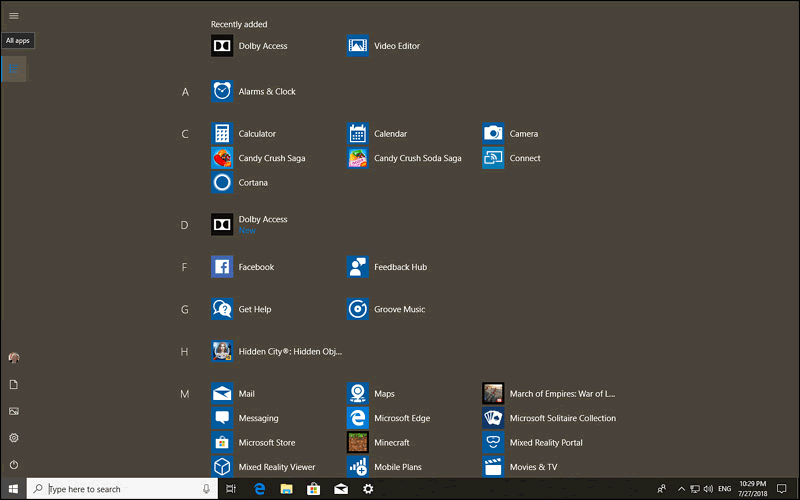 Recently added
Dolby Access
Video Editor
All apps
A
Alarms & Clock
C
Calculator
Calendar
Camera
Candy Crush Saga
Candy Crush Soda Saga
Connect
Cortana
D
Dolby Access
New
F
Facebook
Feedback Hub
G
Get Help
Groove Music
H
Hidden City®: Hidden Obj...
M
Mail
Maps
March of Empires: War of L...
Messaging
Microsoft Edge
Microsoft Solitaire Collection
Microsoft Store
Minecraft
Mixed Reality Portal
Mixed Reality Viewer
Mobile Plans
Movies & TV
Type here to search
ENG
10:29 PM
7/27/2018